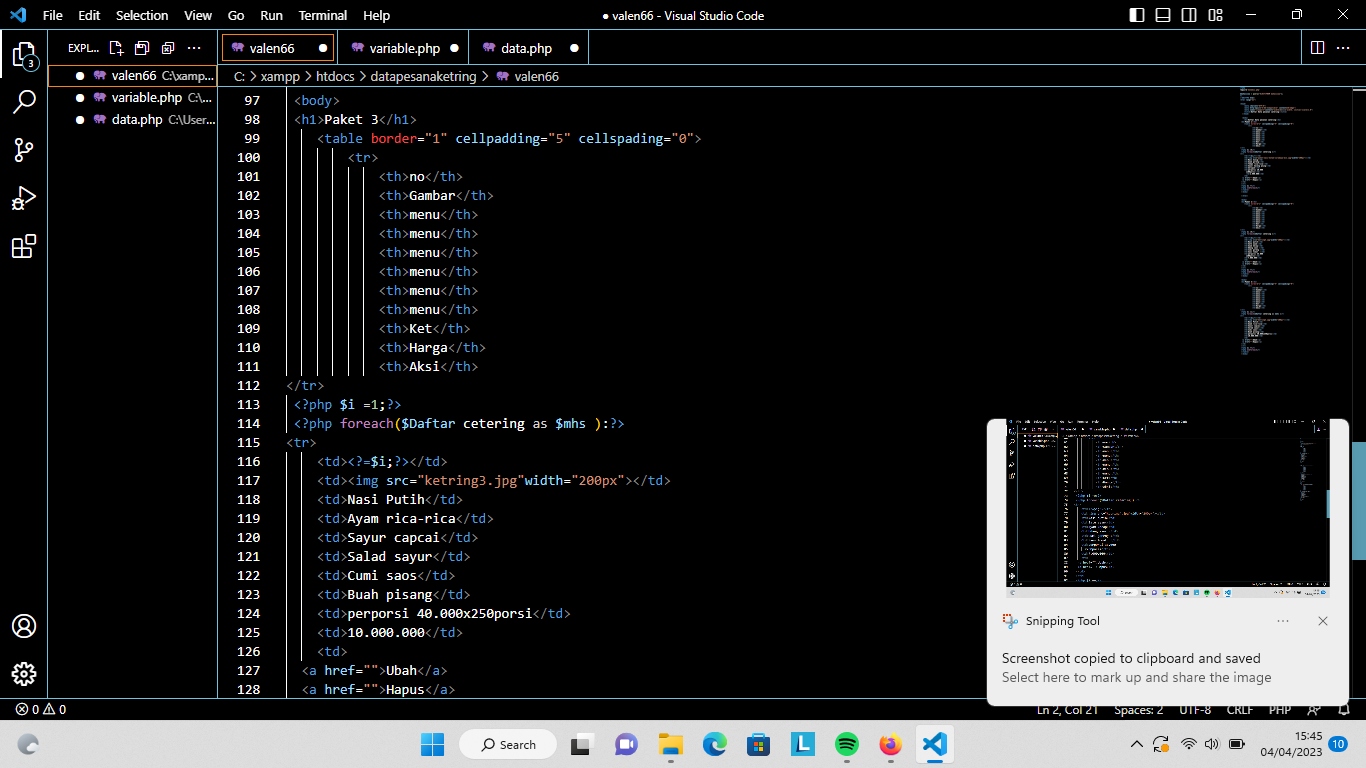 File Edit Selection View Go Run Terminal Help ● valen66 - Visual Studio Code
EXPL... valen66 ● variable.php ● data.php ●
3
● valen66 C:\xamp...
● variable.php C:\...
● data.php C:\User...
C: > xampp > htdocs > datapesanaketring > valen66
97 <body>
98 <h1>Paket 3</h1>
99 <table border="1" cellpadding="5" cellspading="0">
100 <tr>
101 <th>no</th>
102 <th>Gambar</th>
103 <th>menu</th>
104 <th>menu</th>
105 <th>menu</th>
106 <th>menu</th>
107 <th>menu</th>
108 <th>menu</th>
109 <th>Ket</th>
110 <th>Harga</th>
111 <th>Aksi</th>
112 </tr>
113 <?php $i =1;?>
114 <?php foreach($Daftar cetering as $mhs ):?>
115 <tr>
116 <td><?=$i;?></td>
117 <td><img src="ketring3.jpg"width="200px"></td>
118 <td>Nasi Putih</td>
119 <td>Ayam rica-rica</td>
120 <td>Sayur capcai</td>
121 <td>Salad sayur</td>
122 <td>Cumi saos</td>
123 <td>Buah pisang</td>
124 <td>perporsi 40.000x250porsi</td>
125 <td>10.000.000</td>
126 <td>
127 <a href="">Ubah</a>
128 <a href="">Hapus</a>
Snipping Tool
Screenshot copied to clipboard and saved
Select here to mark up and share the image
0 0 Ln 2, Col 21 Spaces: 2 UTF-8 CRLF PHP
Search
15:45
04/04/2023 10